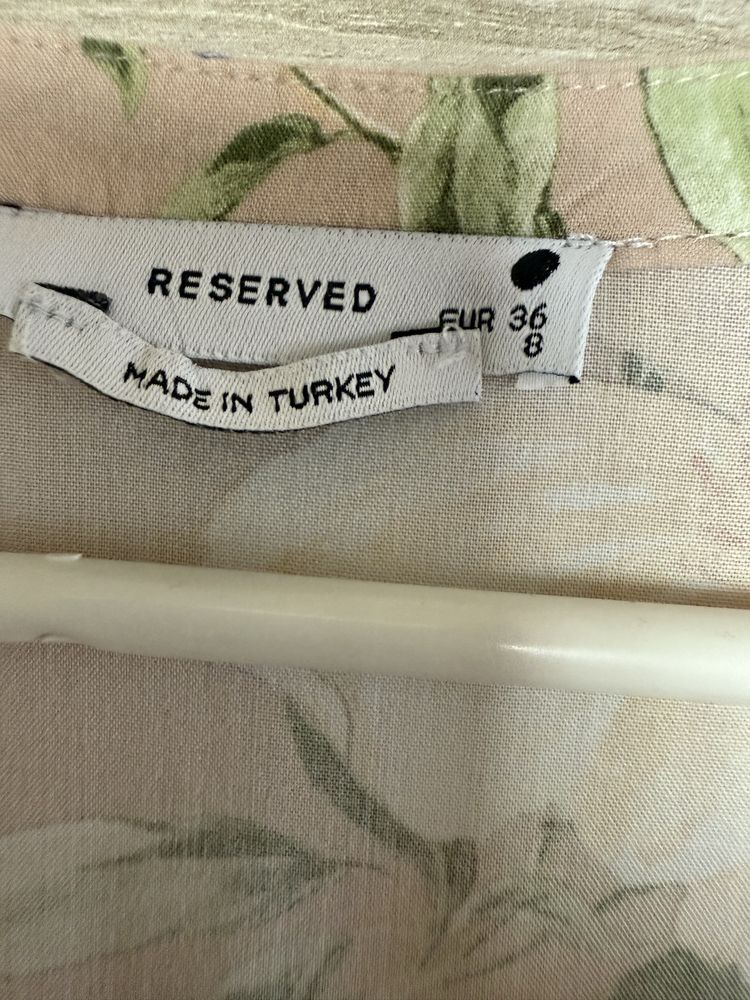 RESERVED
EUR 36
8
MADE IN TURKEY